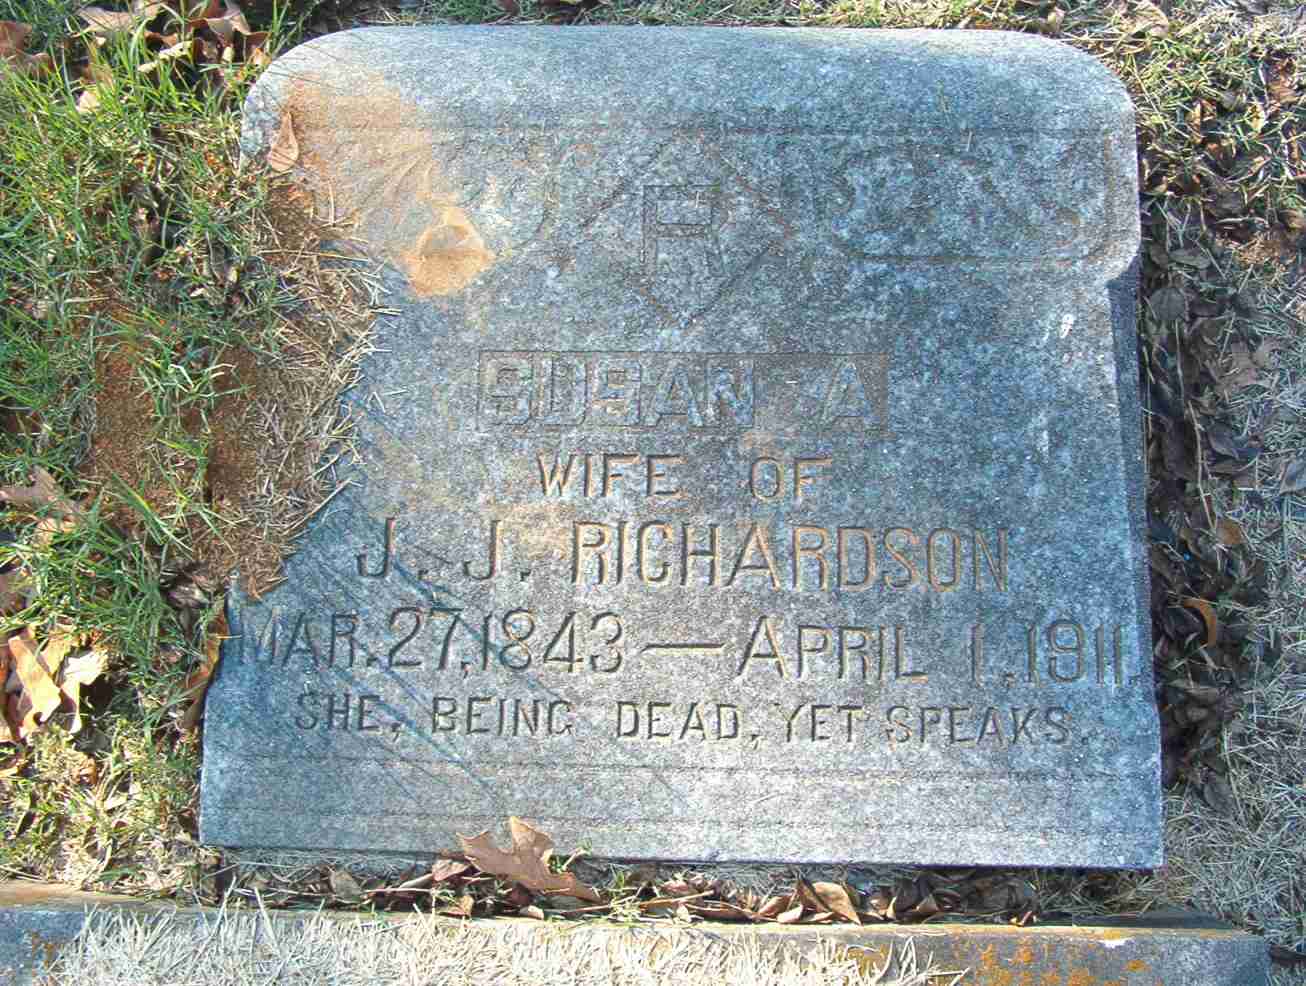 R
SUSAN A
WIFE OF
J. J. RICHARDSON
MAR. 27, 1843 — APRIL 1, 1911.
SHE, BEING DEAD, YET SPEAKS.